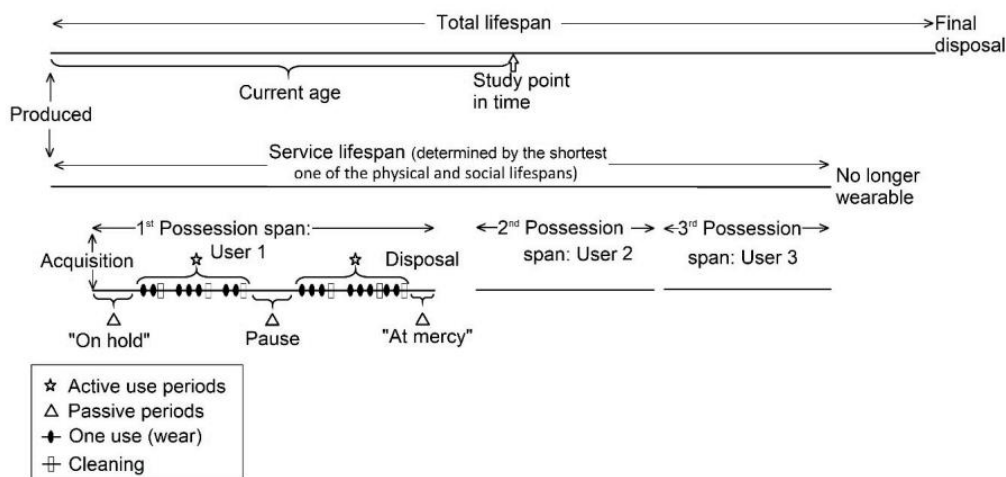 Total lifespan
Final
disposal
Current age
Study point
in time
Produced
Service lifespan (determined by the shortest
one of the physical and social lifespans)
No longer
wearable
1st Possession span:
User 1
2nd Possession
span: User 2
3rd Possession
span: User 3
Acquisition
Disposal
"On hold"
Pause
"At mercy"
Active use periods
Passive periods
One use (wear)
Cleaning